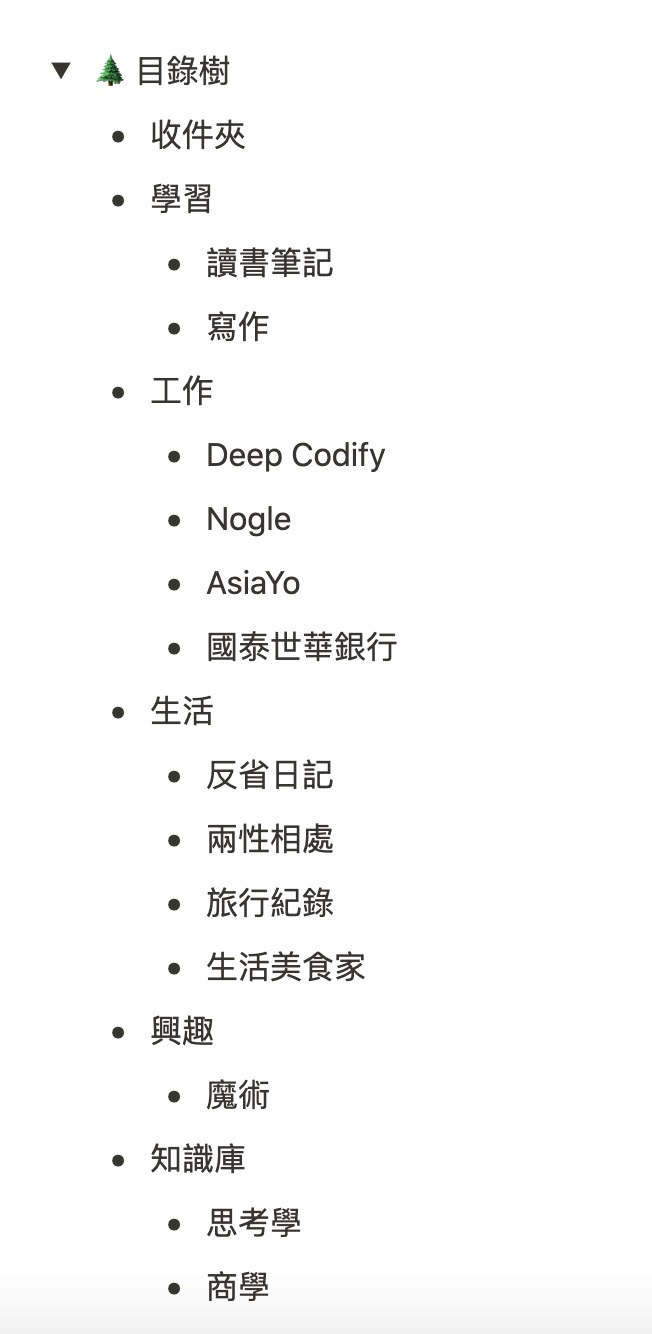 ▼ 🌲 目錄樹
• 收件夾
• 學習
• 讀書筆記
• 寫作
• 工作
• Deep Codify
• Nogle
• AsiaYo
• 國泰世華銀行
• 生活
• 反省日記
• 兩性相處
• 旅行紀錄
• 生活美食家
• 興趣
• 魔術
• 知識庫
• 思考學
• 商學